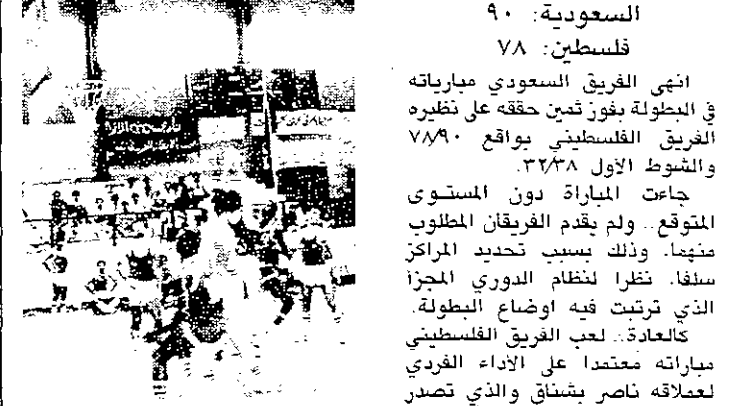 السعودية: ٩٠
فلسطين: ٧٨
انهى الفريق السعودي مبارياته
في البطولة بفوز ثمين حققه على نظيره
الفريق الفلسطيني بواقع ٧٨/٩٠
والشوط الاول ٣٢/٣٨.
جاءت المباراة دون المستوى
المتوقع.. ولم يقدم الفريقان المطلوب
منهما. وذلك بسبب تحديد المراكز
سلفا. نظرا لنظام الدوري المجزأ
الذي ترتبت فيه اوضاع البطولة.
كالعادة.. لعب الفريق الفلسطيني
مباراته معتمدا على الأداء الفردي
لعملاقه ناصر بشناق والذي تصدر